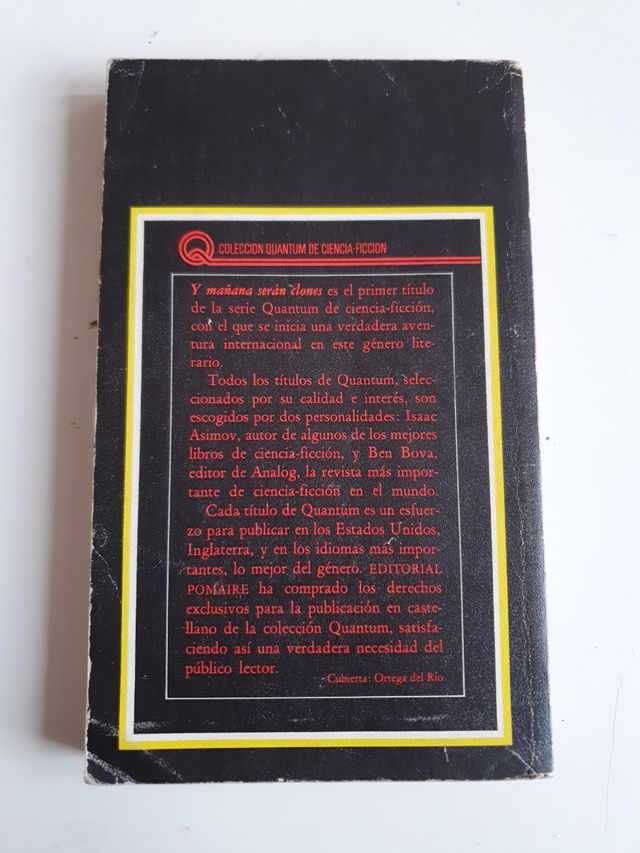 COLECCION QUANTUM DE CIENCIA-FICCION
Y mañana serán clones es el primer título
de la serie Quantum de ciencia-ficción,
con el que se inicia una verdadera aven-
tura internacional en este género lite-
rario.
Todos los títulos de Quantum, selec-
cionados por su calidad e interés, son
escogidos por dos personalidades: Isaac
Asimov, autor de algunos de los mejores
libros de ciencia-ficción, y Ben Bova,
editor de Analog, la revista más impor-
tante de ciencia-ficción en el mundo.
Cada título de Quantum es un esfuer-
zo para publicar en los Estados Unidos,
Inglaterra, y en los idiomas más impor-
tantes, lo mejor del género. EDITORIAL
POMAIRE ha comprado los derechos
exclusivos para la publicación en caste-
llano de la colección Quantum, satisfa-
ciendo así una verdadera necesidad del
público lector.
Cubierta: Ortega del Río